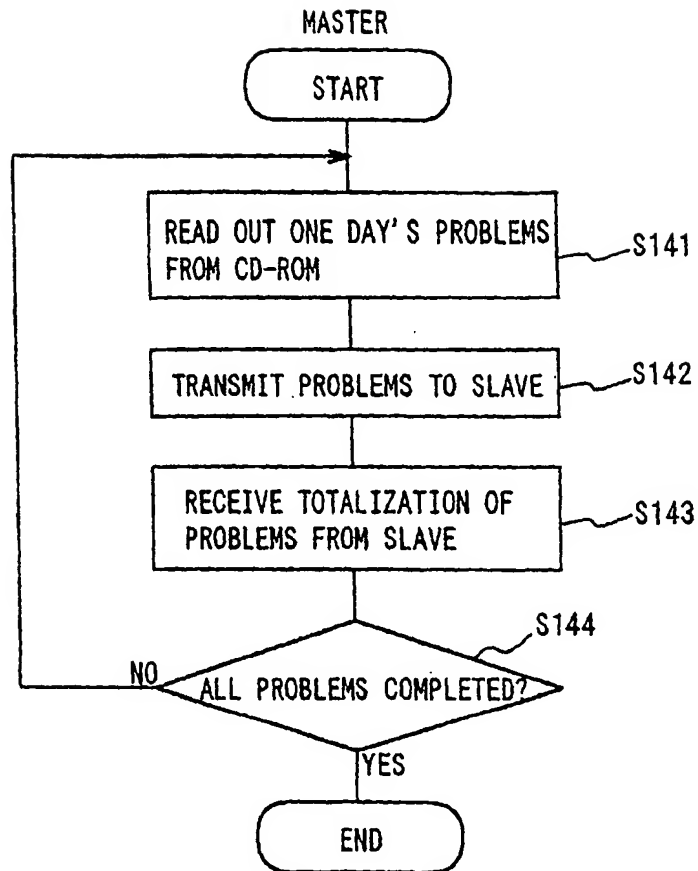 MASTER
START
READ OUT ONE DAY'S PROBLEMS
FROM CD-ROM
S141
TRANSMIT PROBLEMS TO SLAVE
S142
RECEIVE TOTALIZATION OF
PROBLEMS FROM SLAVE
S143
S144
ALL PROBLEMS COMPLETED?
NO
YES
END